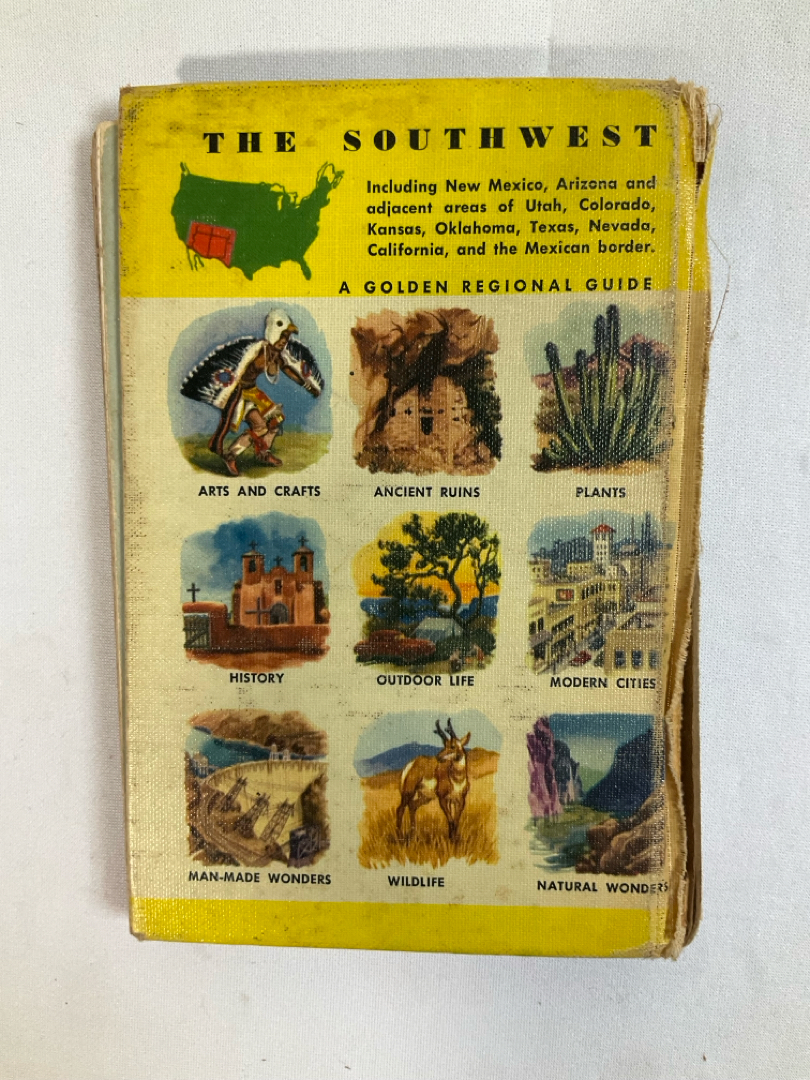 THE SOUTHWEST
Including New Mexico, Arizona and
adjacent areas of Utah, Colorado,
Kansas, Oklahoma, Texas, Nevada,
California, and the Mexican border.
A GOLDEN REGIONAL GUIDE
ARTS AND CRAFTS
ANCIENT RUINS
PLANTS
HISTORY
OUTDOOR LIFE
MODERN CITIES
MAN-MADE WONDERS
WILDLIFE
NATURAL WONDERS